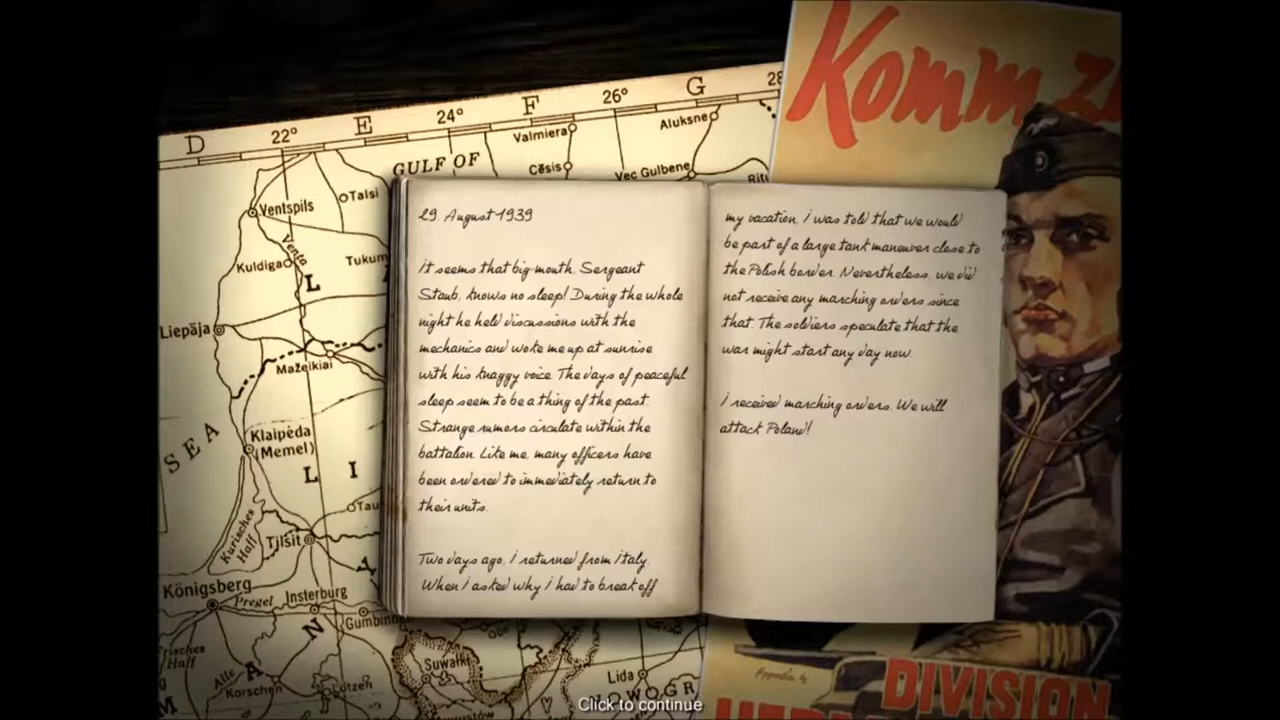 Komm zu
D 22° E 24° F 26° G 28
GULF OF
Valmiera
Aluksne
Cēsis
Vec Gulbene
Ritu
Talsi
Ventspils
Venta
Kuldiga
Tukum
L
Liepāja
Mažeikiai
SEA
Klaipėda
(Memel)
L I
Tau
Kurisches
Haff
Tilsit
Königsberg
Pregel
Insterburg
Gumbinn
N
A
Alle
Korschen
Lötzen
Suwałki
Lida
NOWOGR
M
29. August 1939
it seems that big-mouth, Sergeant
Staub, knows no sleep! During the whole
night he held discussions with the
mechanics and woke me up at sunrise
with his knaggy voice. The days of peaceful
sleep seem to be a thing of the past.
Strange rumors circulate within the
battalion. Like me, many officers have
been ordered to immediately return to
their units.
Two days ago, i returned from italy.
When i asked why i had to break off
my vacation, i was told that we would
be part of a large tank maneuver close to
the Polish border. Nevertheless, we did
not receive any marching orders since
that. The soldiers speculate that the
war might start any day now.
i received marching orders. We will
attack Poland!
DIVISION
Click to continue